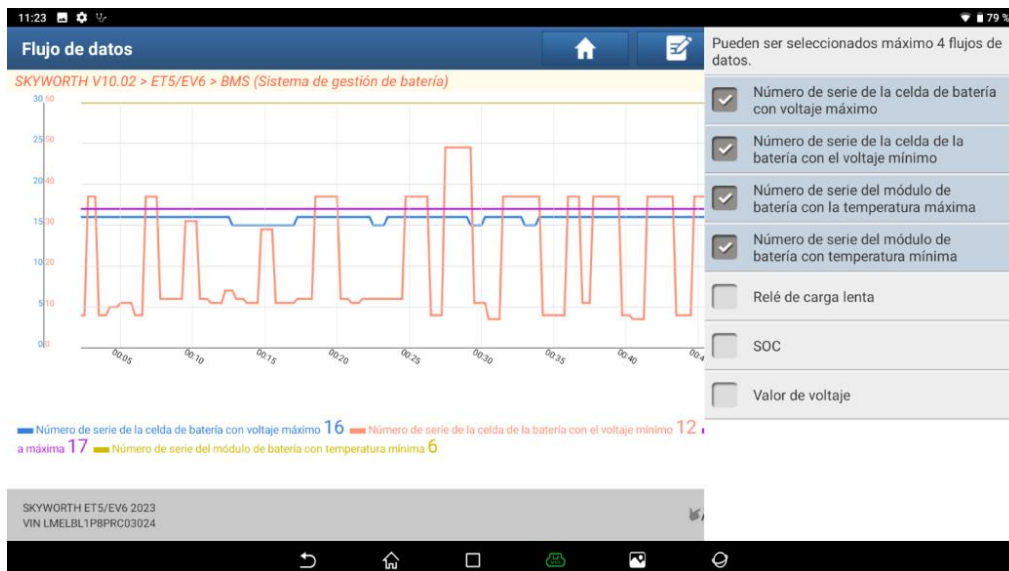 11:23
79 %
Flujo de datos
SKYWORTH V10.02 > ET5/EV6 > BMS (Sistema de gestión de batería)
30 60
25 50
20 40
15 30
10 20
5 10
0 0
00:05 00:10 00:15 00:20 00:25 00:30 00:35 00:40 00:4
Número de serie de la celda de batería con voltaje máximo 16 Número de serie de la celda de la batería con el voltaje mínimo 12
a máxima 17 Número de serie del módulo de batería con temperatura mínima 6
SKYWORTH ET5/EV6 2023
VIN LMELBL1P8PRC03024
Pueden ser seleccionados máximo 4 flujos de
datos.
Número de serie de la celda de batería
con voltaje máximo
Número de serie de la celda de la
batería con el voltaje mínimo
Número de serie del módulo de
batería con la temperatura máxima
Número de serie del módulo de
batería con temperatura mínima
Relé de carga lenta
SOC
Valor de voltaje